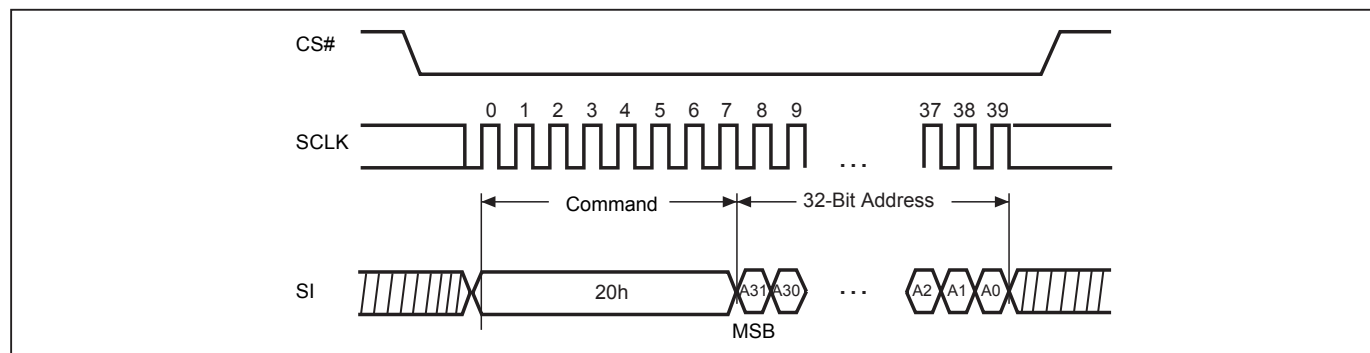 CS#
0 1 2 3 4 5 6 7 8 9 37 38 39
SCLK
...
Command 32-Bit Address
SI 20h A31 A30 ... A2 A1 A0
MSB